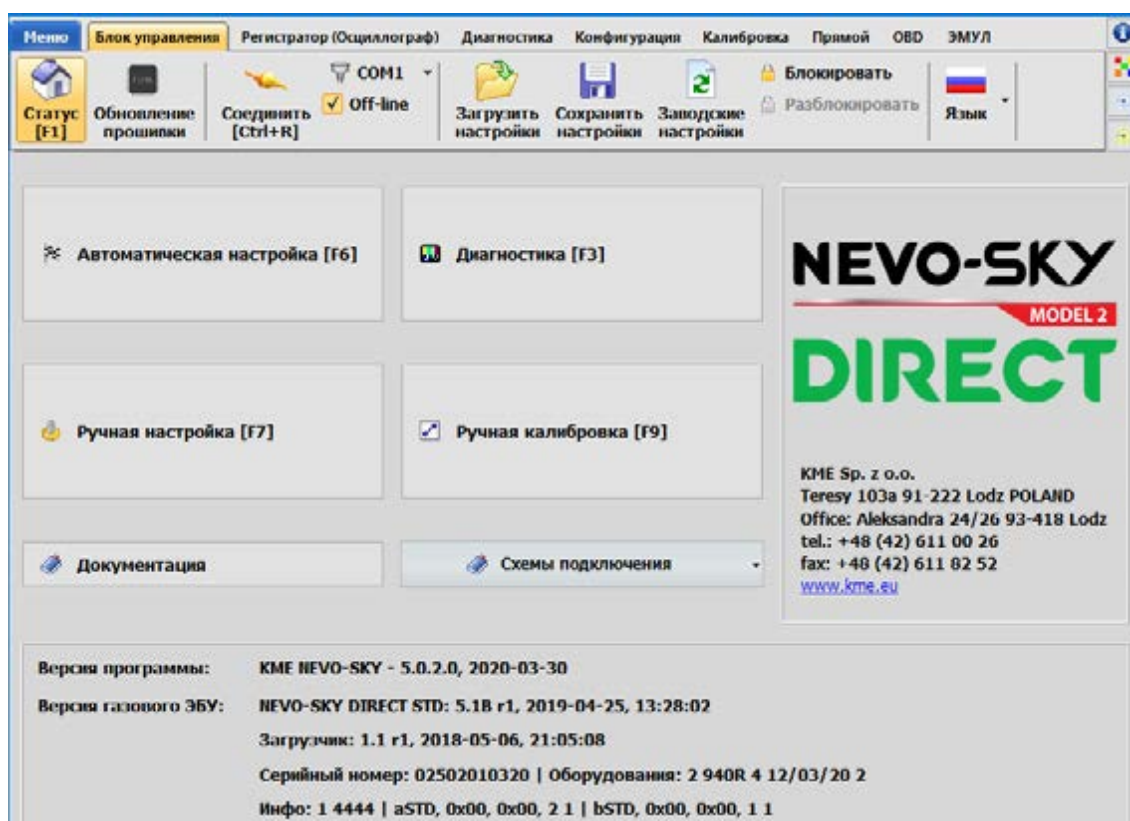 Меню Блок управления Регистратор (Осциллограф) Диагностика Конфигурация Калибровка Прямой OBD ЭМУЛ
Статус [F1]
Обновление прошивки
Соединить [Ctrl+R]
COM1
Off-line
Загрузить настройки
Сохранить настройки
Заводские настройки
Блокировать
Разблокировать
Язык
Автоматическая настройка [F6]
Диагностика [F3]
Ручная настройка [F7]
Ручная калибровка [F9]
Документация
Схемы подключения
NEVO-SKY
MODEL 2
DIRECT
KME Sp. z o.o.
Teresy 103a 91-222 Lodz POLAND
Office: Aleksandra 24/26 93-418 Lodz
tel.: +48 (42) 611 00 26
fax: +48 (42) 611 82 52
www.kme.eu
Версия программы: KME NEVO-SKY - 5.0.2.0, 2020-03-30
Версия газового ЭБУ: NEVO-SKY DIRECT STD: 5.1B r1, 2019-04-25, 13:28:02
Загрузчик: 1.1 r1, 2018-05-06, 21:05:08
Серийный номер: 02502010320 | Оборудования: 2 940R 4 12/03/20 2
Инфо: 1 4444 | aSTD, 0x00, 0x00, 2 1 | bSTD, 0x00, 0x00, 1 1